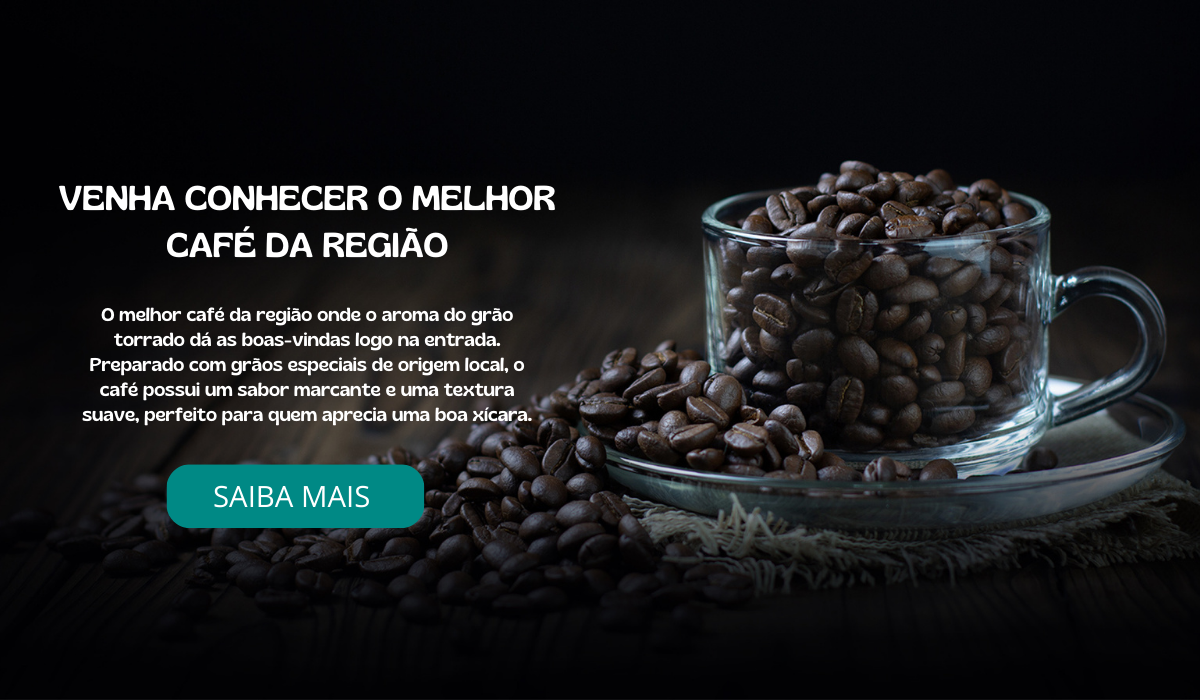 VENHA CONHECER O MELHOR
CAFÉ DA REGIÃO
O melhor café da região onde o aroma do grão
torrado dá as boas-vindas logo na entrada.
Preparado com grãos especiais de origem local, o
café possui um sabor marcante e uma textura
suave, perfeito para quem aprecia uma boa xícara.
SAIBA MAIS